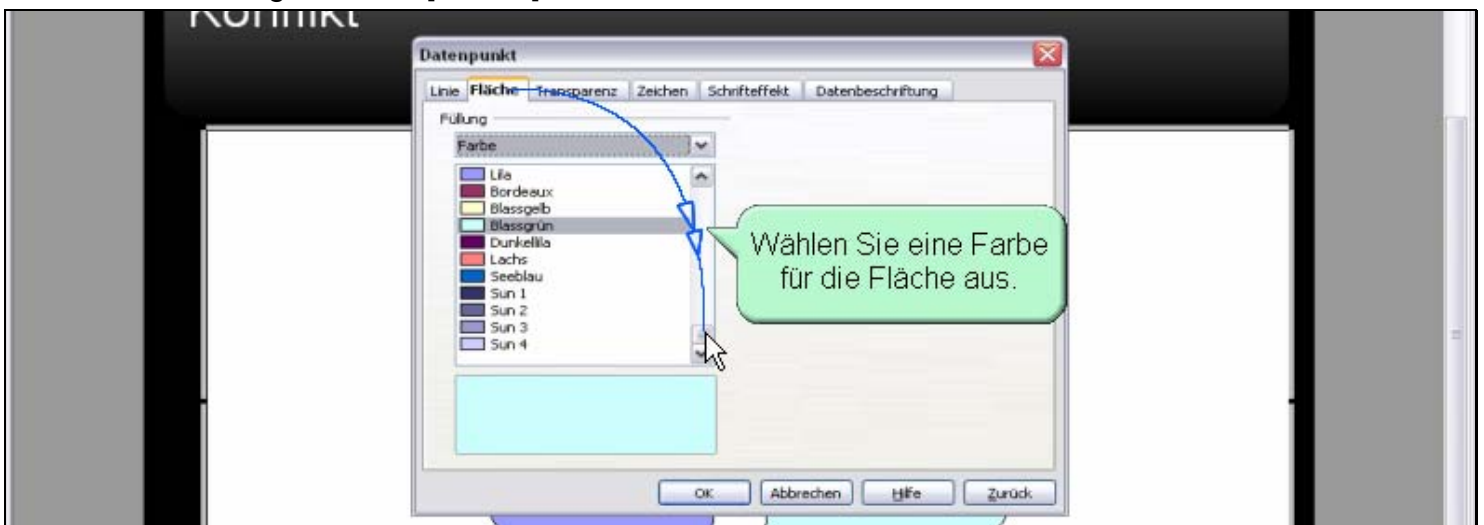 Konflikt
Datenpunkt
Linie Fläche Transparenz Zeichen Schrifteffekt Datenbeschriftung
Füllung
Farbe
Lila
Bordeaux
Blassgelb
Blassgrün
Dunkellila
Lachs
Seeblau
Sun 1
Sun 2
Sun 3
Sun 4
Wählen Sie eine Farbe
für die Fläche aus.
OK Abbrechen Hilfe Zurück